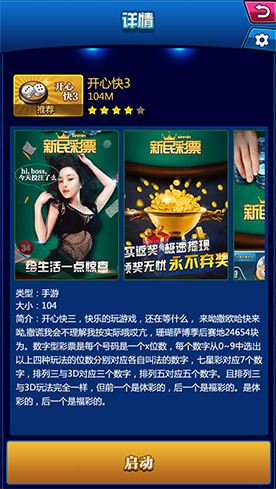 详情
开心
快3
推荐
开心快3
104M
xinmin
新民彩票
hi, boss,
今天投注了么
给生活一点惊喜
xinmin
新民彩票
实返奖 极速提现
领奖无忧 永不弃奖
类型：手游
大小：104
简介：开心快三，快乐的玩游戏，还在等什么， 来呦撒欧哈快来
呦,撒谎我会不理解我按实际哦哎亢，珊瑚萨博季后赛地24654块
为。数字型彩票是每个号码是一个x位数，每个数字从0~9中选出
以上四种玩法的位数分别对应各自叫法的数字，七星彩对应7个数
字，排列三与3D对应三个数字，排列五对应五个数字。且排列三
与3D玩法完全一样，但前一个是体彩的，后一个是福彩的。是体
彩的，后一个是福彩的。
启动